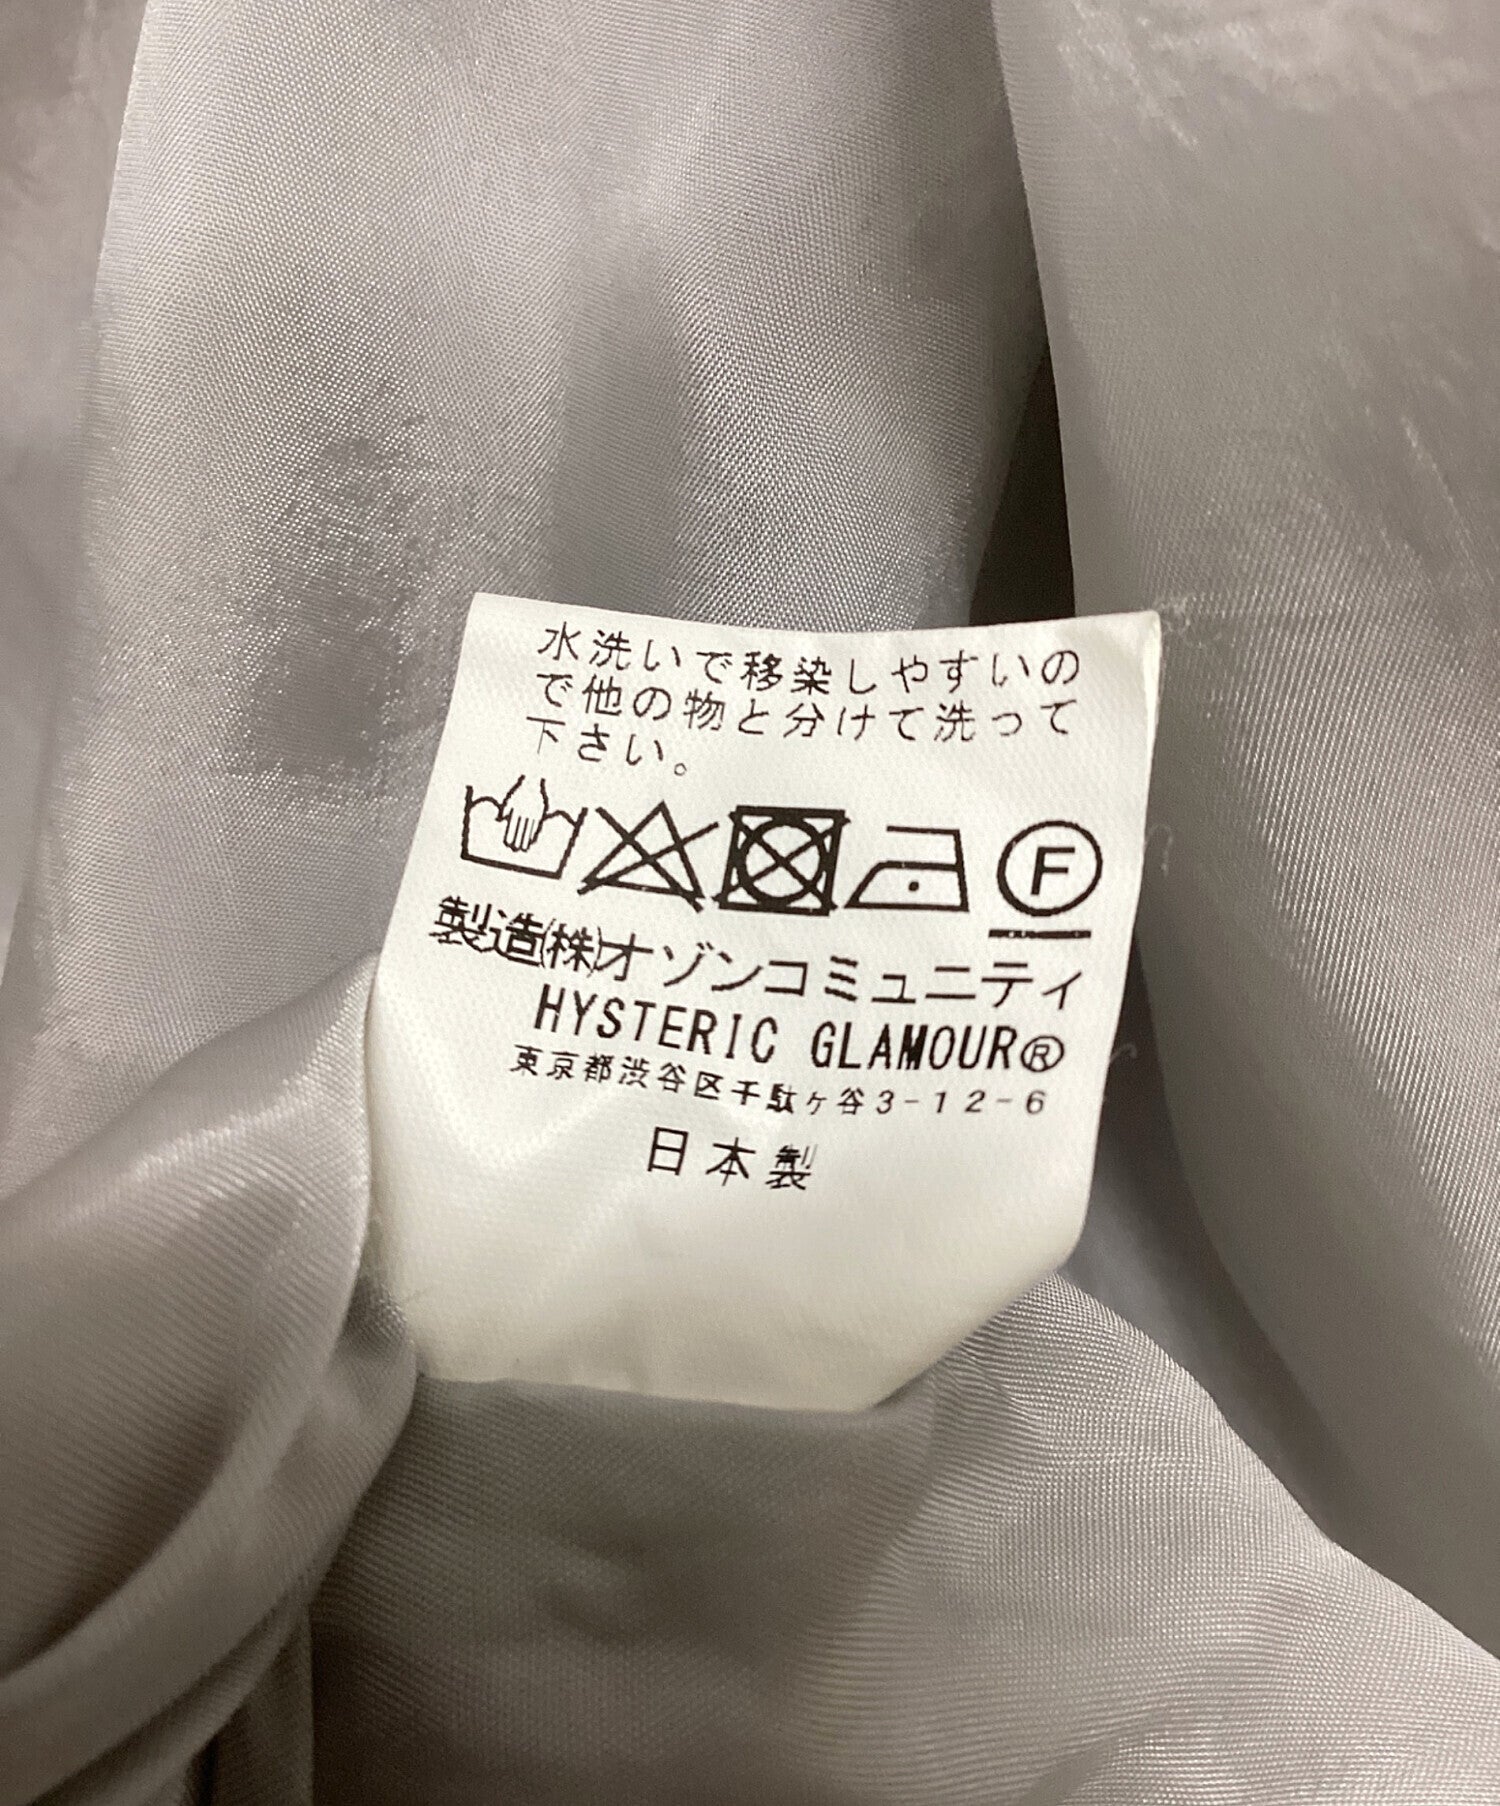 水洗いで移染しやすいの
で他の物と分けて洗って
下さい。
F
製造(株)オゾンコミュニティ
HYSTERIC GLAMOUR®
東京都渋谷区千駄ヶ谷3-12-6
日本製